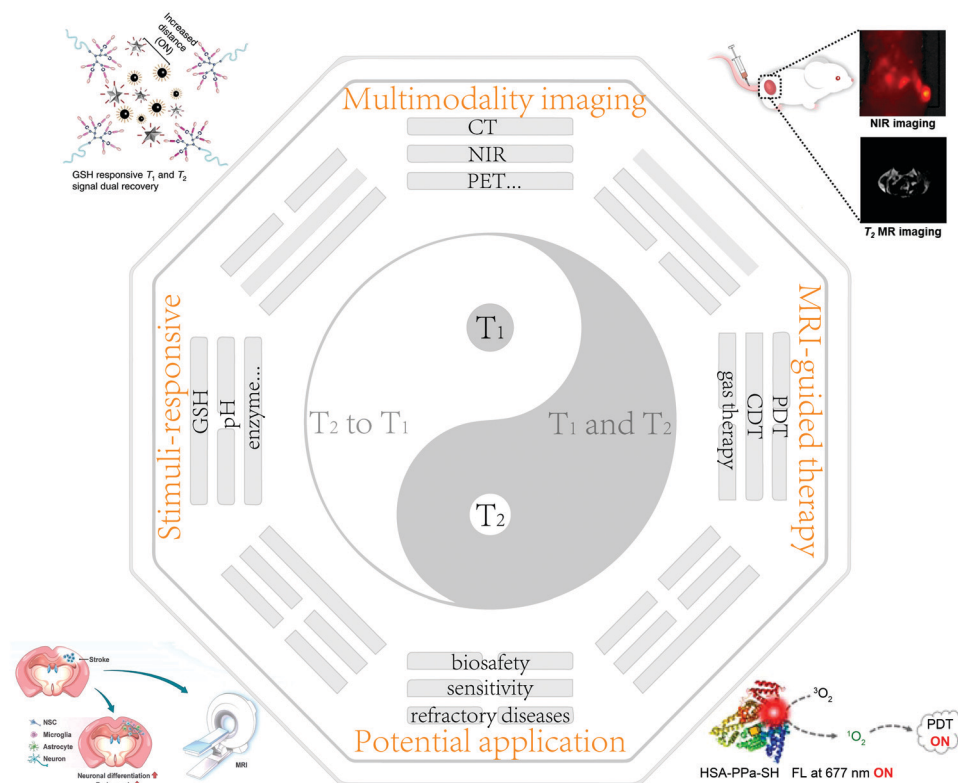 Increased
distance
(ON)
GSH responsive T1 and T2
signal dual recovery
Multimodality imaging
CT
NIR
PET...
NIR imaging
T2 MR imaging
Stimuli-responsive
GSH
pH
enzyme...
T1
T2 to T1
T1 and T2
T2
MRI-guided therapy
PDT
CDT
gas therapy
biosafety
sensitivity
refractory diseases
Potential application
Stroke
NSC
Microglia
Astrocyte
Neuron
Neuronal differentiation
MRI
3O2
1O2
PDT
ON
HSA-PPa-SH FL at 677 nm ON